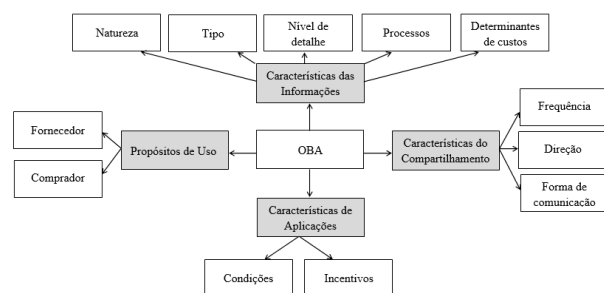 Natureza
Tipo
Nível de
detalhe
Processos
Determinantes
de custos
Características das
Informações
Frequência
Fornecedor
Propósitos de Uso
OBA
Características do
Compartilhamento
Direção
Comprador
Forma de
comunicação
Características de
Aplicações
Condições
Incentivos